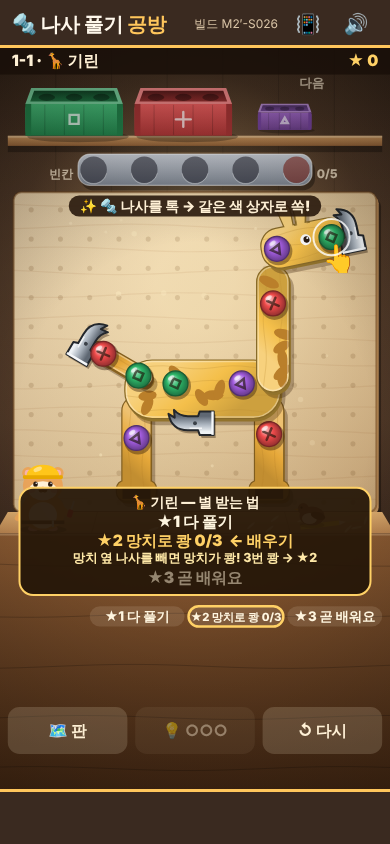 🔩 나사 풀기 공방 빌드 M2′-S026 📳 🔊
1-1 · 🦒 기린 ★ 0
다음
빈칸 0/5
✨ 🔩 나사를 톡 → 같은 색 상자로 쏙!
🦒 기린 — 별 받는 법
★1 다 풀기
★2 망치로 쾅 0/3 ← 배우기
망치 옆 나사를 빼면 망치가 쾅! 3번 쾅 → ★2
★3 곧 배워요
★1 다 풀기 ★2 망치로 쾅 0/3 ★3 곧 배워요
🗺️ 판 💡 ○○○ ↺ 다시